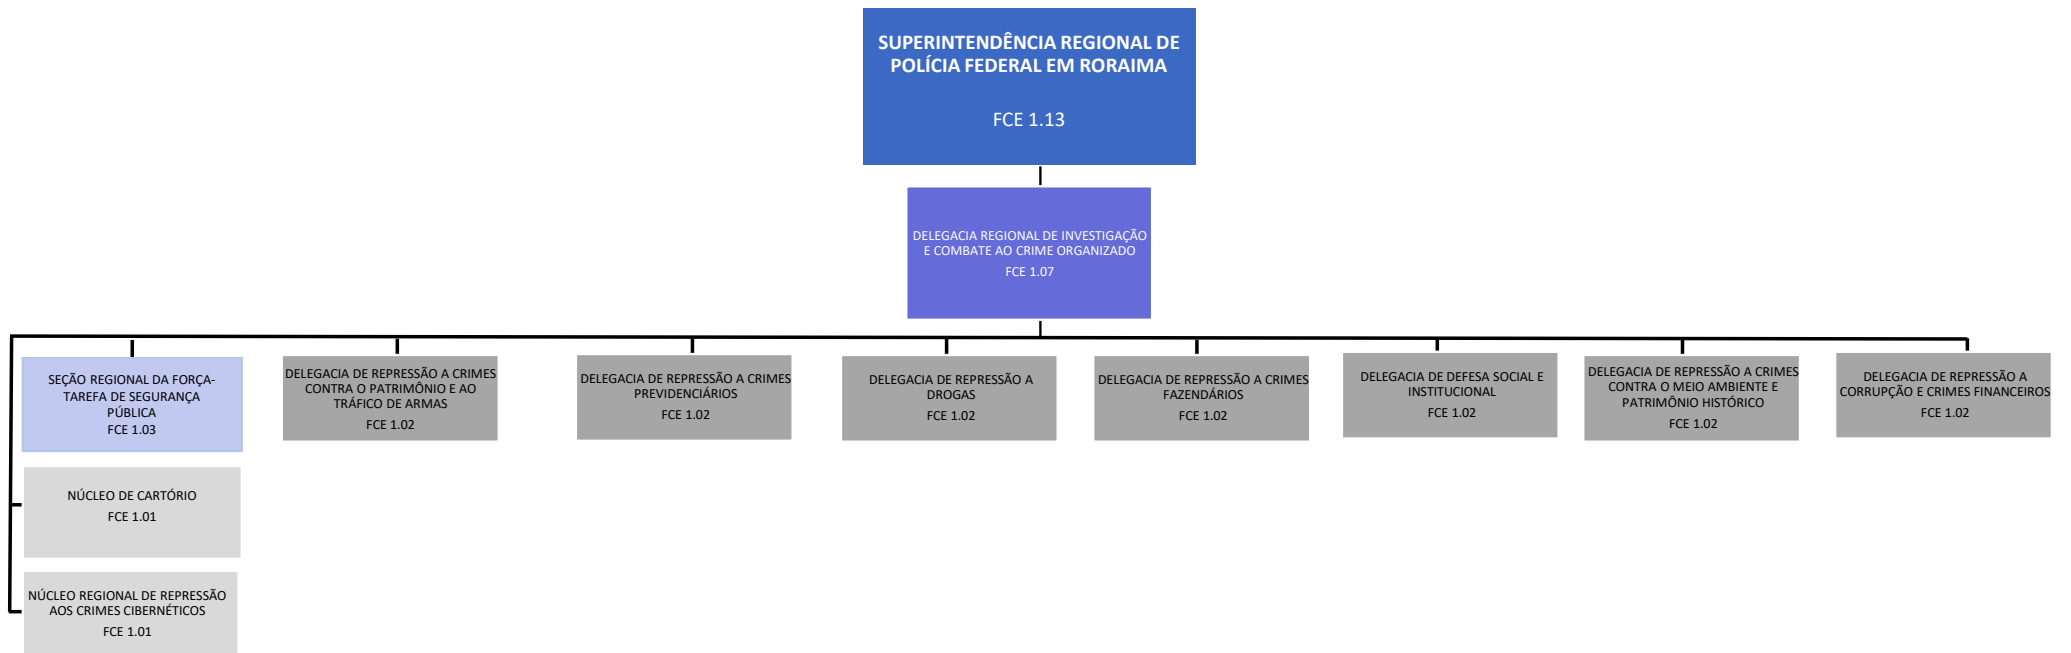 SUPERINTENDÊNCIA REGIONAL DE
POLÍCIA FEDERAL EM RORAIMA
FCE 1.13
DELEGACIA REGIONAL DE INVESTIGAÇÃO
E COMBATE AO CRIME ORGANIZADO
FCE 1.07
SEÇÃO REGIONAL DA FORÇA-
TAREFA DE SEGURANÇA
PÚBLICA
FCE 1.03
DELEGACIA DE REPRESSÃO A CRIMES
CONTRA O PATRIMÔNIO E AO
TRÁFICO DE ARMAS
FCE 1.02
DELEGACIA DE REPRESSÃO A CRIMES
PREVIDENCIÁRIOS
FCE 1.02
DELEGACIA DE REPRESSÃO A
DROGAS
FCE 1.02
DELEGACIA DE REPRESSÃO A CRIMES
FAZENDÁRIOS
FCE 1.02
DELEGACIA DE DEFESA SOCIAL E
INSTITUCIONAL
FCE 1.02
DELEGACIA DE REPRESSÃO A CRIMES
CONTRA O MEIO AMBIENTE E
PATRIMÔNIO HISTÓRICO
FCE 1.02
DELEGACIA DE REPRESSÃO A
CORRUPÇÃO E CRIMES FINANCEIROS
FCE 1.02
NÚCLEO DE CARTÓRIO
FCE 1.01
NÚCLEO REGIONAL DE REPRESSÃO
AOS CRIMES CIBERNÉTICOS
FCE 1.01